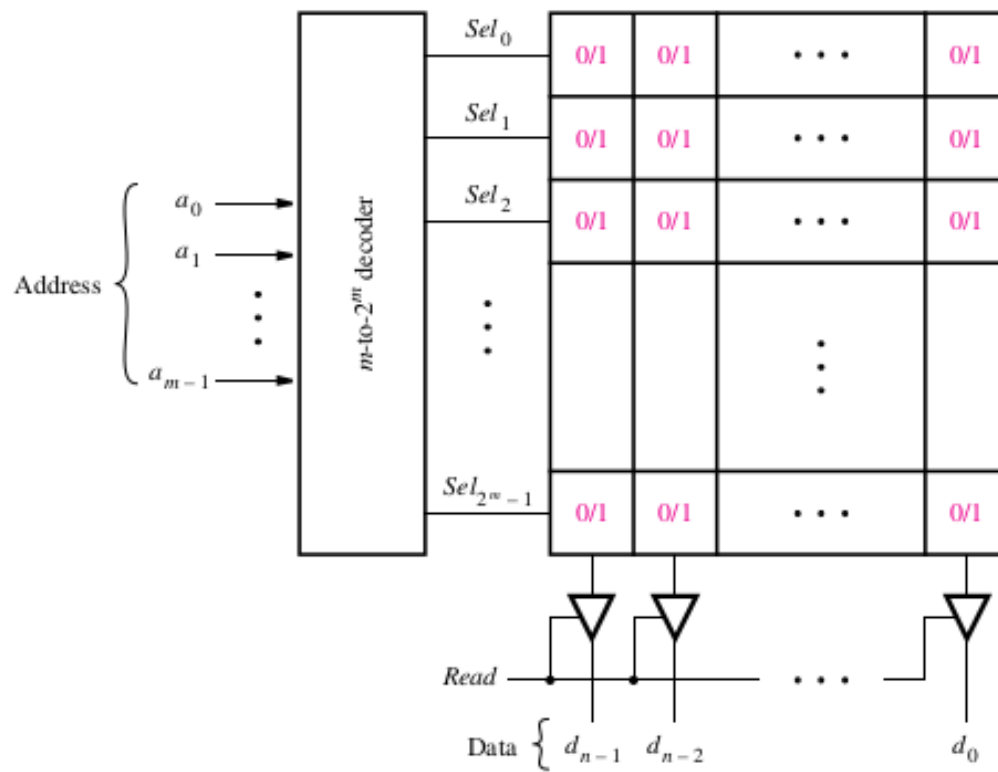 Sel₀ 0/1 0/1 • • • 0/1
Sel₁ 0/1 0/1 • • • 0/1
a₀ Sel₂ 0/1 0/1 • • • 0/1
a₁
Address
m-to-2ᵐ decoder
aₘ₋₁
Sel₂ᵐ₋₁ 0/1 0/1 • • • 0/1
Read • • •
Data { dₙ₋₁ dₙ₋₂ d₀